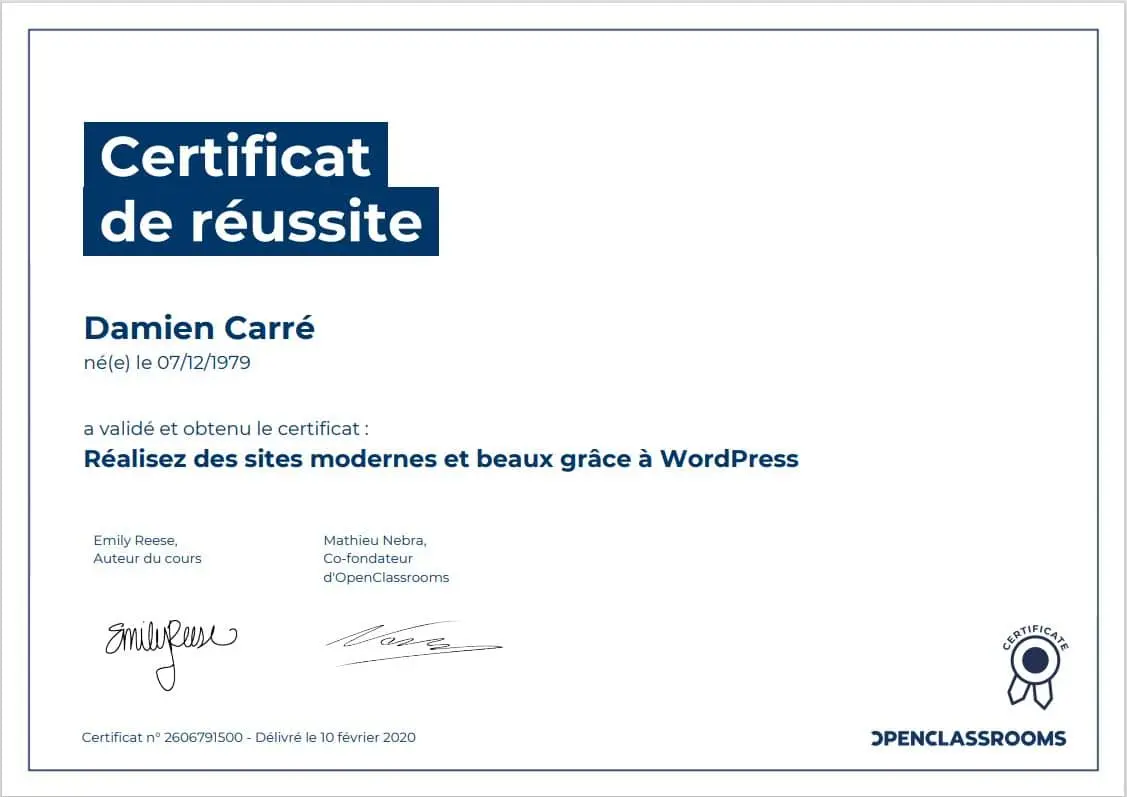 Certificat
de réussite
Damien Carré
né(e) le 07/12/1979
a validé et obtenu le certificat :
Réalisez des sites modernes et beaux grâce à WordPress
Emily Reese,
Auteur du cours
Mathieu Nebra,
Co-fondateur
d'OpenClassrooms
EmilyReese
CERTIFICATE
Certificat n° 2606791500 - Délivré le 10 février 2020
OPENCLASSROOMS